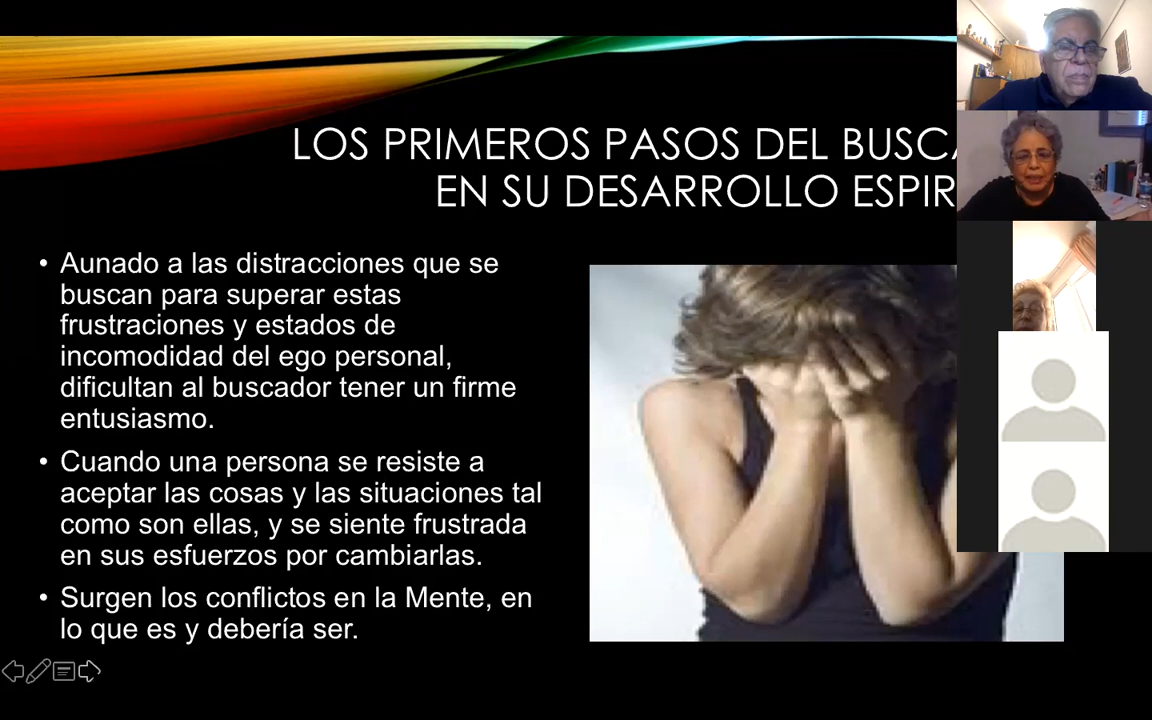 LOS PRIMEROS PASOS DEL
EN SU DESARROLLO
• Aunado a las distracciones que se
buscan para superar estas
frustraciones y estados de
incomodidad del ego personal,
dificultan al buscador tener un firme
entusiasmo.
• Cuando una persona se resiste a
aceptar las cosas y las situaciones tal
como son ellas, y se siente frustrada
en sus esfuerzos por cambiarlas.
• Surgen los conflictos en la Mente, en
lo que es y debería ser.